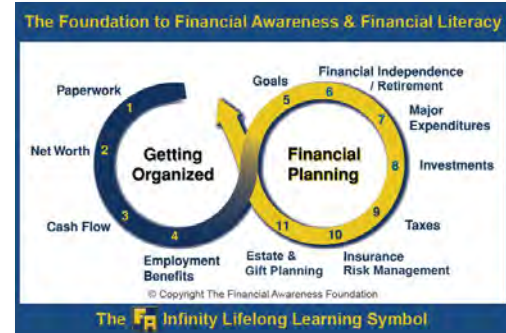 The Foundation to Financial Awareness & Financial Literacy
Paperwork
1
Net Worth
2
Cash Flow
3
Employment
Benefits
4
Getting
Organized
Goals
5
Financial Independence
/ Retirement
6
Major
Expenditures
7
Investments
8
Taxes
9
Insurance
Risk Management
10
Estate &
Gift Planning
11
Financial
Planning
© Copyright The Financial Awareness Foundation
The FA Infinity Lifelong Learning Symbol